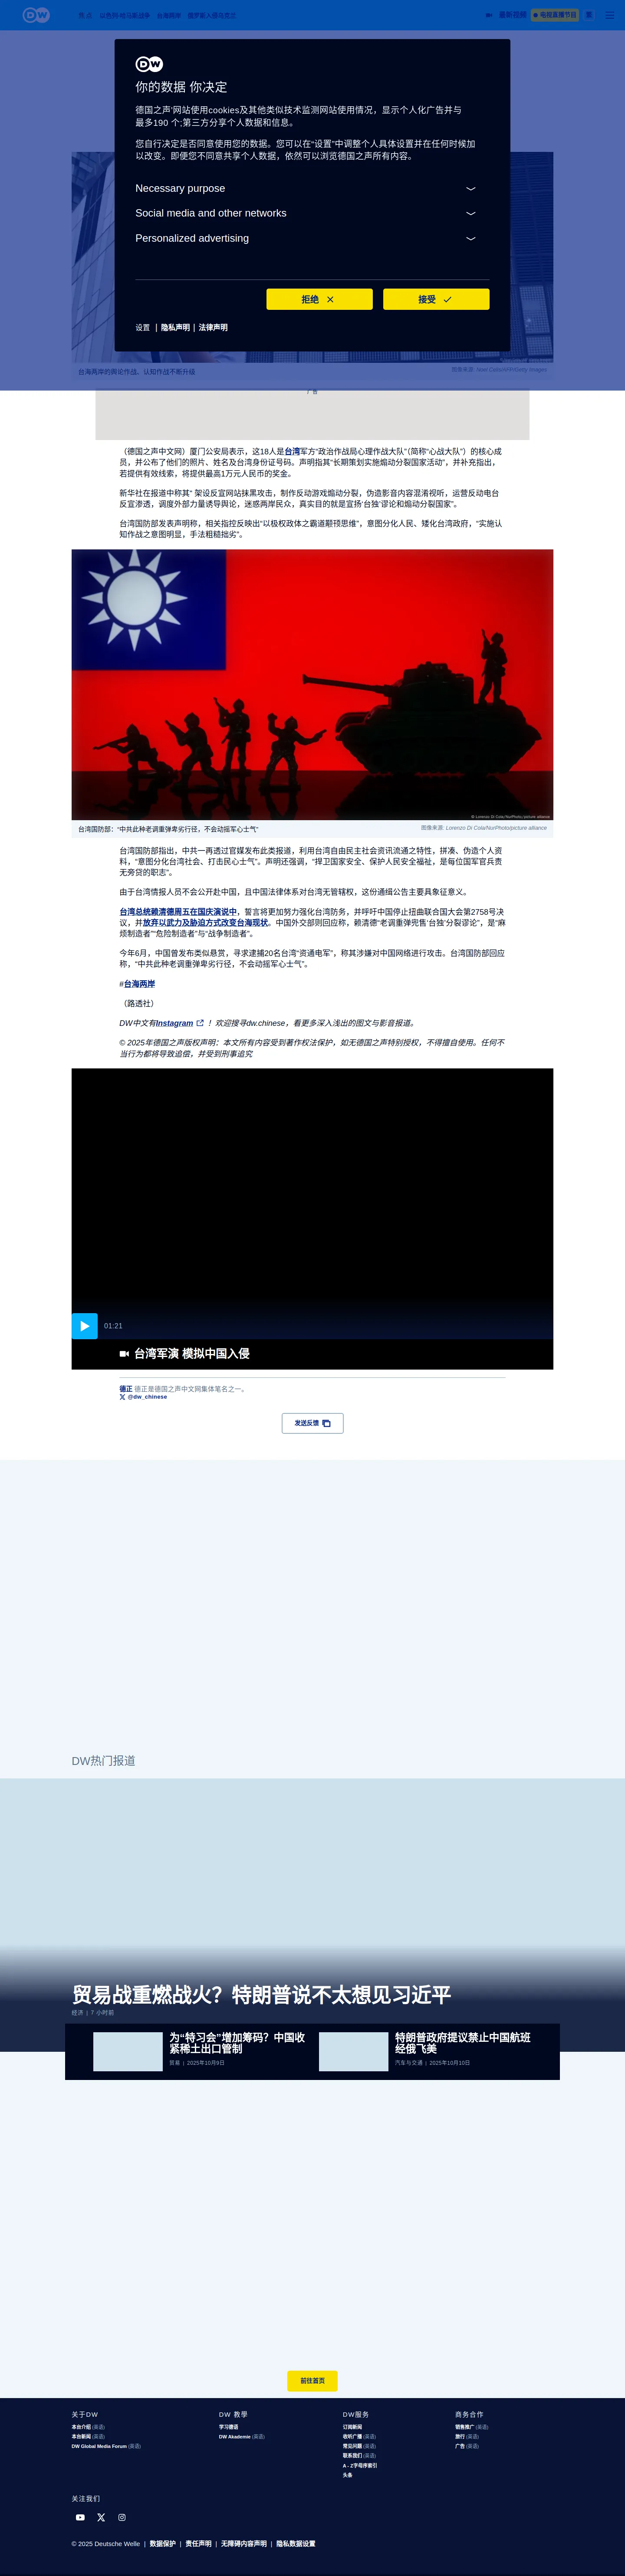 DW
焦点 以色列-哈马斯战争 台海两岸 俄罗斯入侵乌克兰
最新视频 电视直播节目
DW
你的数据 你决定
德国之声'网站使用cookies及其他类似技术监测网站使用情况，显示个人化广告并与
最多190 个;第三方分享个人数据和信息。
您自行决定是否同意使用您的数据。您可以在“设置”中调整个人具体设置并在任何时候加
以改变。即便您不同意共享个人数据，依然可以浏览德国之声所有内容。
Necessary purpose
Social media and other networks
Personalized advertising
拒绝
接受
设置 | 隐私声明 | 法律声明
台海两岸的舆论作战、认知作战不断升级
广告
（德国之声中文网）厦门公安局表示，这18人是台湾军方“政治作战局心理作战大队”（简称“心战大队”）的核心成
员，并公布了他们的照片、姓名及台湾身份证号码。声明指其“长期策划实施煽动分裂国家活动”，并补充指出，
若提供有效线索，将提供最高1万元人民币的奖金。
新华社在报道中称其“ 架设反宣网站抹黑攻击，制作反动游戏煽动分裂，伪造影音内容混淆视听，运营反动电台
反宣渗透，调度外部力量诱导舆论，迷惑两岸民众，真实目的就是宣扬‘台独’谬论和煽动分裂国家”。
台湾国防部发表声明称，相关指控反映出“以极权政体之霸道颟顸思维”，意图分化人民、矮化台湾政府，“实施认
知作战之意图明显，手法粗糙拙劣”。
© Lorenzo Di Cola/NurPhoto/picture alliance
台湾国防部：“中共此种老调重弹卑劣行径，不会动摇军心士气”
图像来源: Lorenzo Di Cola/NurPhoto/picture alliance
台湾国防部指出，中共一再透过官媒发布此类报道，利用台湾自由民主社会资讯流通之特性，拼凑、伪造个人资
料，“意图分化台湾社会、打击民心士气”。声明还强调，“捍卫国家安全、保护人民安全福祉，是每位国军官兵责
无旁贷的职志”。
由于台湾情报人员不会公开赴中国，且中国法律体系对台湾无管辖权，这份通缉公告主要具象征意义。
台湾总统赖清德周五在国庆演说中，誓言将更加努力强化台湾防务，并呼吁中国停止扭曲联合国大会第2758号决
议，并放弃以武力及胁迫方式改变台海现状。中国外交部则回应称，赖清德“老调重弹兜售‘台独’分裂谬论”，是“麻
烦制造者”“危险制造者”与“战争制造者”。
今年6月，中国曾发布类似悬赏，寻求逮捕20名台湾“资通电军”，称其涉嫌对中国网络进行攻击。台湾国防部回应
称，“中共此种老调重弹卑劣行径，不会动摇军心士气”。
#台海两岸
（路透社）
DW中文有Instagram ！欢迎搜寻dw.chinese，看更多深入浅出的图文与影音报道。
© 2025年德国之声版权声明：本文所有内容受到著作权法保护，如无德国之声特别授权，不得擅自使用。任何不
当行为都将导致追偿，并受到刑事追究
01:21
台湾军演 模拟中国入侵
德正 德正是德国之声中文网集体笔名之一。
@dw_chinese
发送反馈
DW热门报道
贸易战重燃战火？特朗普说不太想见习近平
经济 | 7 小时前
为“特习会”增加筹码？中国收
紧稀土出口管制
贸易 | 2025年10月9日
特朗普政府提议禁止中国航班
经俄飞美
汽车与交通 | 2025年10月10日
前往首页
关于DW
本台介绍 (英语)
本台新闻 (英语)
DW Global Media Forum (英语)
DW 教學
学习德语
DW Akademie (英语)
DW服务
订阅新闻
收听广播 (英语)
常见问题 (英语)
联系我们 (英语)
A - Z字母序索引
头条
商务合作
销售推广 (英语)
旅行 (英语)
广告 (英语)
关注我们
© 2025 Deutsche Welle | 数据保护 | 责任声明 | 无障碍内容声明 | 隐私数据设置